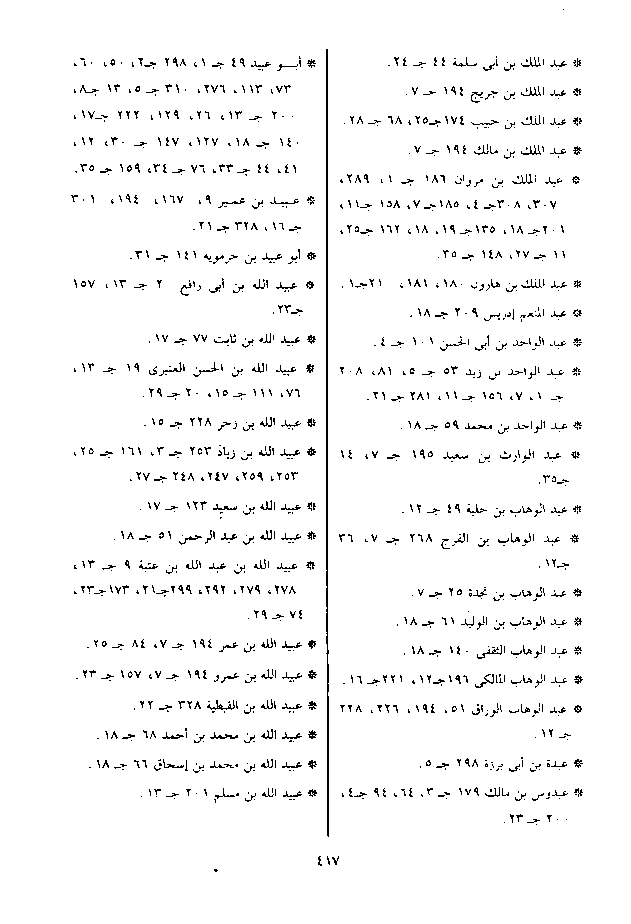 * عبد الملك بن أبى سلمة ٤٤ جـ ٢٤.
* عبد الملك بن جريج ١٩٤ جـ ٧.
* عبد الملك بن حبيب ١٧٤جـ٢٥، ٦٨ جـ ٢٨.
* عبد الملك بن مالك ١٩٤ جـ ٧.
* عبد الملك بن مروان ١٨٦ جـ ١، ٢٨٩،
٣٠٧، ٣٠٨جـ ٤، ١٨٥جـ ٧، ١٥٨ جـ١١،
٢٠١جـ ١٨، ١٣٥جـ ١٩، ١٨، ١٦٢ جـ٢٥،
١١ جـ ٢٧، ١٤٨ جـ ٣٥.
* عبد الملك بن هارون ١٨٠، ١٨١، ٢١جـ١.
* عبد المنعم إدريس ٢٠٩ جـ ١٨.
* عبد الواحد بن أبى الحسن ١٠١ جـ ٤.
* عبد الواحد بن زيد ٥٣ جـ ٥، ٨١، ٢٠٨
جـ ١، ٧، ١٥٦ جـ ١١، ٢٨١ جـ ٢١.
* عبد الواحد بن محمد ٥٩ جـ ١٨.
* عبد الوارث بن سعيد ١٩٥ جـ ٧، ١٤
جـ٣٥.
* عبد الوهاب بن حلية ٤٩ جـ ١٢.
* عبد الوهاب بن الفرج ٢٦٨ جـ ٧، ٣٦
جـ١٢.
* عبد الوهاب بن نجدة ٢٥ جـ ٧.
* عبد الوهاب بن الوليد ٦١ جـ ١٨.
* عبد الوهاب الثقفى ١٤٠ جـ ١٨.
* عبد الوهاب المالكى ١٩٦جـ١٢، ٢٢١جـ ١٦.
* عبد الوهاب الوراق ٥١، ١٩٤، ٢٢٦، ٢٢٨
جـ ١٢.
* عبدة بن أبى برزة ٢٩٨ جـ ٥.
* عبدوس بن مالك ١٧٩ جـ ٣، ٦٤، ٩٤ جـ٤،
٢٠٠ جـ ٢٣.
* أبـو عبيد ٤٩ جـ ١، ٢٩٨ جـ٢، ٥٠، ٦٠،
٧٣، ١١٣، ٢٧٦، ٣١٠ جـ ٥، ١٣ جـ٨،
٢٠٠ جـ ١٣، ٢٦، ١٢٩، ٢٢٢ جـ١٧،
١٤٠ جـ ١٨، ١٢٧، ١٤٧ جـ ٣٠، ١٢،
٤١، ٤٤ جـ٣٣، ٧٦ جـ٣٤، ١٥٩ جـ ٣٥.
* عبيد بن عمير ٩، ١٦٧، ١٩٤، ٣٠١
جـ ١٦، ٣٢٨ جـ ٢١.
* أبو عبيد بن حرمويه ١٤١ جـ ٣١.
* عبيد الله بن أبى رافع ٢ جـ ١٣، ١٥٧
جـ٢٣.
* عبيد الله بن ثابت ٧٧ جـ ١٧.
* عبيد الله بن الحسن العنبرى ١٩ جـ ١٣،
٧٦، ١١١ جـ ١٥، ٢٠ جـ ٢٩.
* عبيد الله بن زحر ٢٢٨ جـ ١٥.
* عبيد الله بن زياد ٢٥٣ جـ ٣، ١٦١ جـ ٢٥،
٢٥٣، ٢٥٩، ٢٤٧، ٢٤٨ جـ ٢٧.
* عبيد الله بن سعيد ١٢٣ جـ ١٧.
* عبيد الله بن عبد الرحمن ٥١ جـ ١٨.
* عبيد الله بن عبد الله بن عتبة ٩ جـ ١٣،
٢٧٨، ٢٧٩، ٢٩٢، ٢٩٩جـ٢١، ١٧٣جـ٢٣،
٧٤ جـ ٢٩.
* عبيد الله بن عمر ١٩٤ جـ ٧، ٨٤ جـ ٢٥.
* عبيد الله بن عمرو ١٩٤ جـ ٧، ١٥٧ جـ ٢٣.
* عبيد الله بن القبطية ٣٢٨ جـ ٢٢.
* عبيد الله بن محمد بن أحمد ٦٨ جـ ١٨.
* عبيد الله بن محمد بن إسحاق ٦٦ جـ ١٨.
* عبيد الله بن مسلم ٢٠١ جـ ١٣.
٤١٧